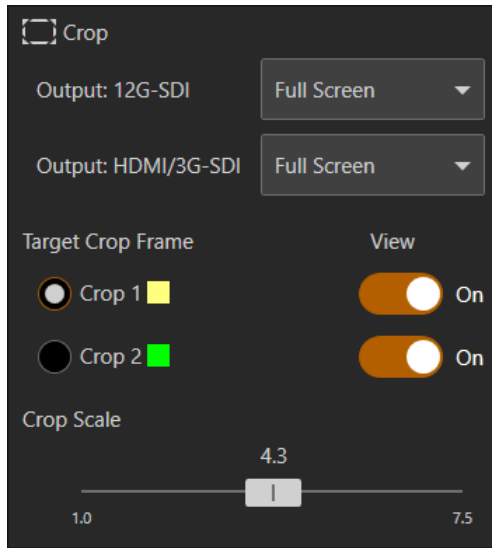 Crop
Output: 12G-SDI Full Screen
Output: HDMI/3G-SDI Full Screen
Target Crop Frame View
Crop 1 On
Crop 2 On
Crop Scale
4.3
1.0 7.5